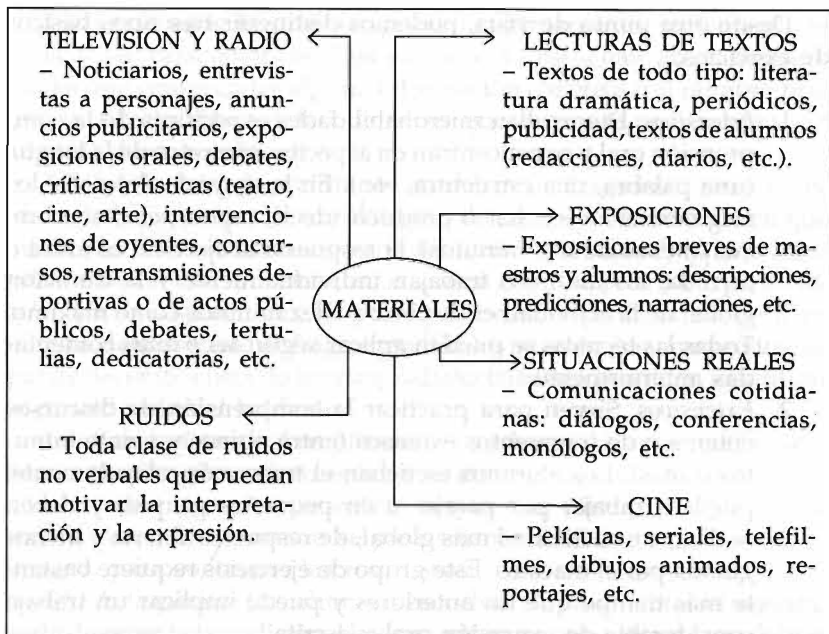 TELEVISIÓN Y RADIO
– Noticiarios, entrevis-
tas a personajes, anun-
cios publicitarios, expo-
siciones orales, debates,
críticas artísticas (teatro,
cine, arte), intervencio-
nes de oyentes, concur-
sos, retransmisiones de-
portivas o de actos pú-
blicos, debates, tertu-
lias, dedicatorias, etc.
RUIDOS
– Toda clase de ruidos
no verbales que puedan
motivar la interpreta-
ción y la expresión.
MATERIALES
LECTURAS DE TEXTOS
– Textos de todo tipo: litera-
tura dramática, periódicos,
publicidad, textos de alumnos
(redacciones, diarios, etc.).
EXPOSICIONES
– Exposiciones breves de ma-
estros y alumnos: descripciones,
predicciones, narraciones, etc.
SITUACIONES REALES
– Comunicaciones cotidia-
nas: diálogos, conferencias,
monólogos, etc.
CINE
– Películas, seriales, telefil-
mes, dibujos animados, re-
portajes, etc.